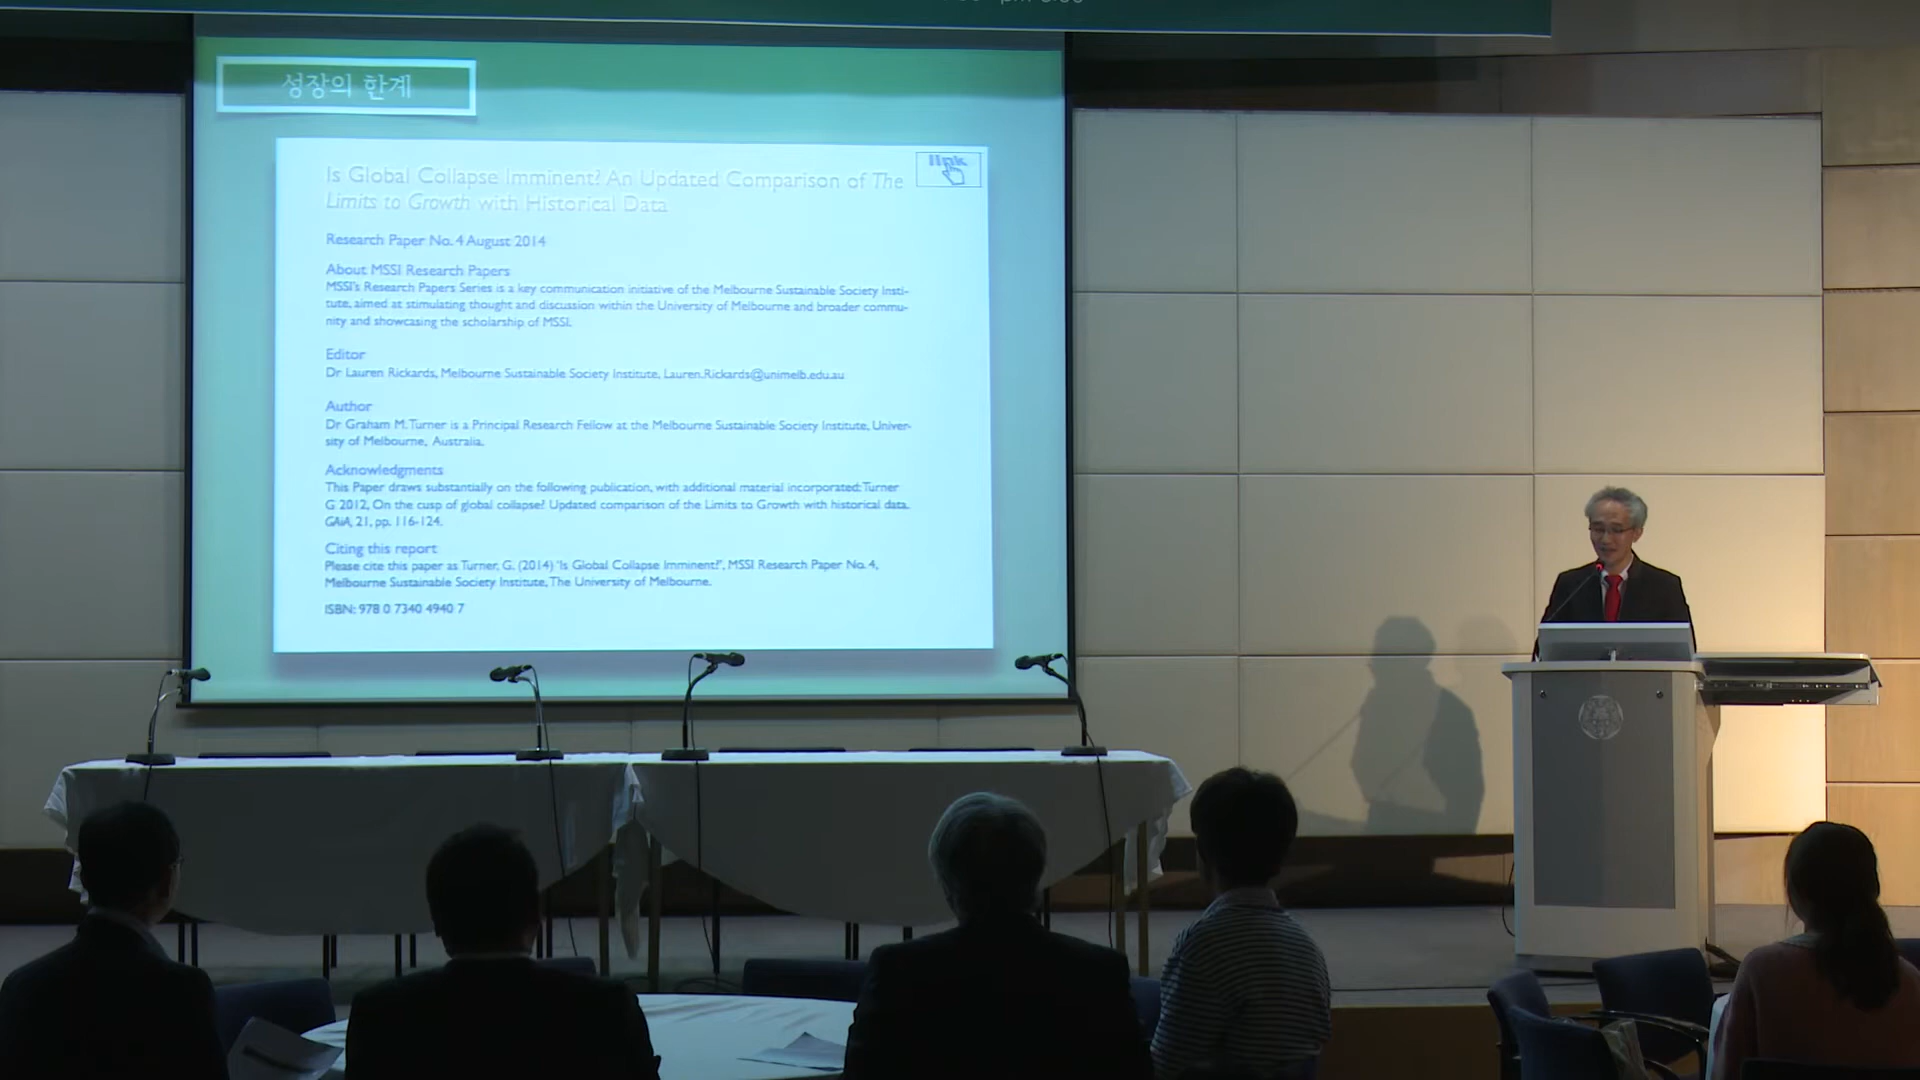 성장의 한계
link
Is Global Collapse Imminent? An Updated Comparison of The
Limits to Growth with Historical Data
Research Paper No. 4 August 2014
About MSSI Research Papers
MSSI's Research Papers Series is a key communication initiative of the Melbourne Sustainable Society Insti-
tute, aimed at stimulating thought and discussion within the University of Melbourne and broader commu-
nity and showcasing the scholarship of MSSI.
Editor
Dr Lauren Rickards, Melbourne Sustainable Society Institute, Lauren.Rickards@unimelb.edu.au
Author
Dr Graham M. Turner is a Principal Research Fellow at the Melbourne Sustainable Society Institute, Univer-
sity of Melbourne, Australia.
Acknowledgments
This Paper draws substantially on the following publication, with additional material incorporated: Turner
G 2012, On the cusp of global collapse? Updated comparison of the Limits to Growth with historical data.
GAiA, 21, pp. 116-124.
Citing this report
Please cite this paper as Turner, G. (2014) 'Is Global Collapse Imminent?', MSSI Research Paper No. 4,
Melbourne Sustainable Society Institute, The University of Melbourne.
ISBN: 978 0 7340 4940 7